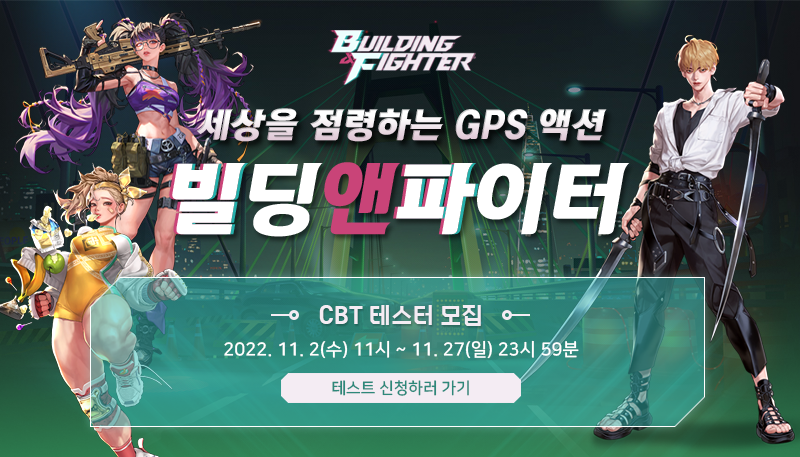 BUILDING
& FIGHTER
세상을 점령하는 GPS 액션
빌딩앤파이터
CBT 테스터 모집
2022. 11. 2(수) 11시 ~ 11. 27(일) 23시 59분
테스트 신청하러 가기